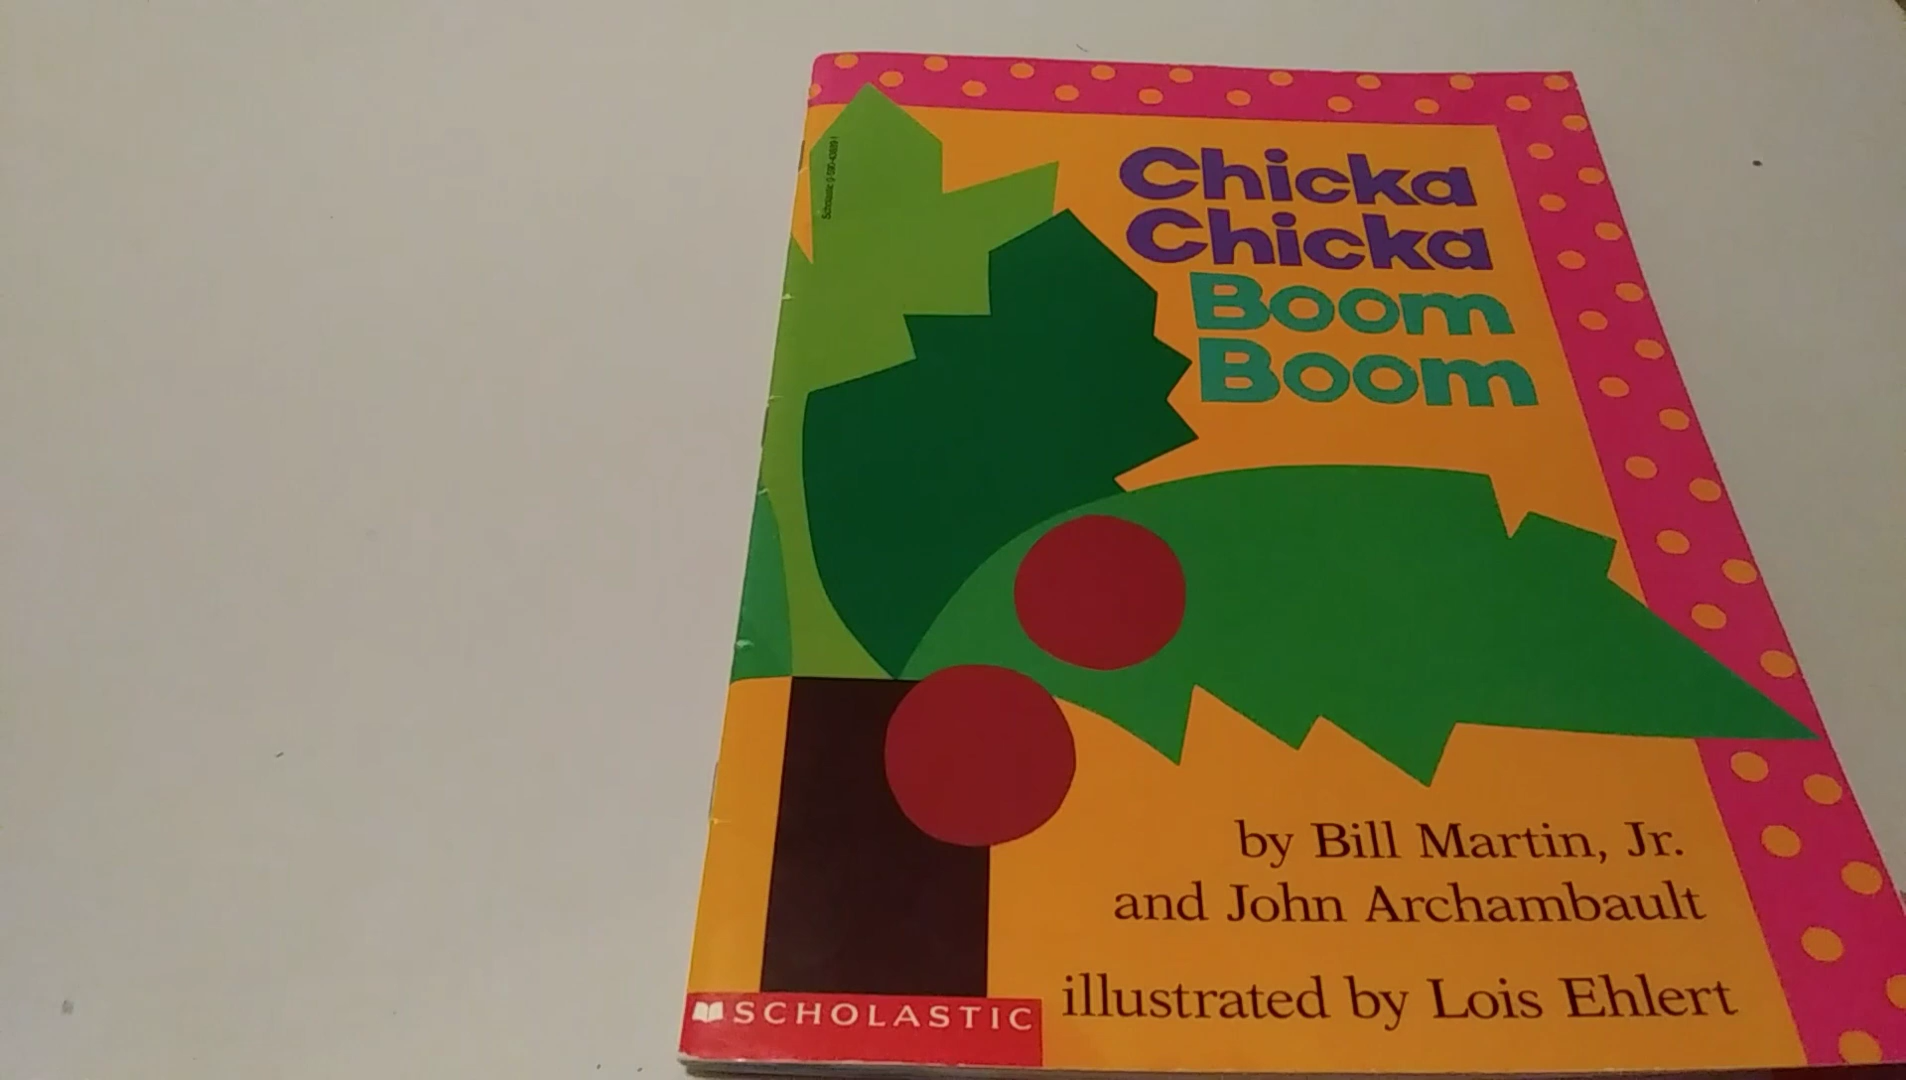 Chicka
Chicka
Boom
Boom
by Bill Martin, Jr.
and John Archambault
illustrated by Lois Ehlert
SCHOLASTIC